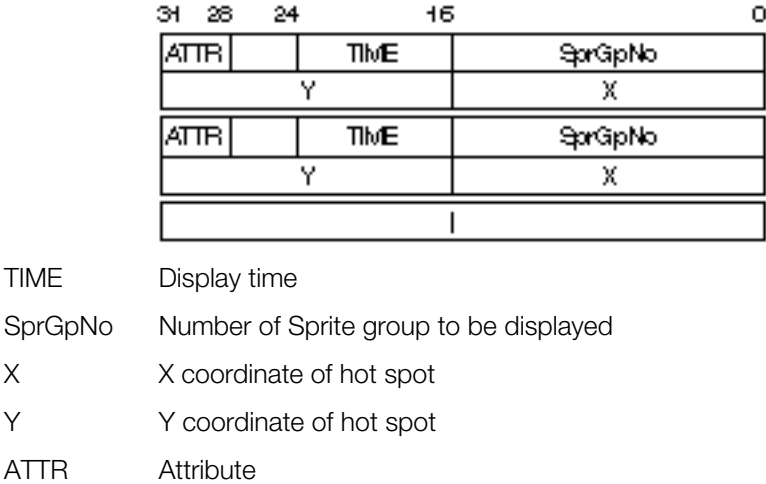 31 28 24 16 0
ATTR TIME SprGpNo
Y X
ATTR TIME SprGpNo
Y X
|
TIME Display time
SprGpNo Number of Sprite group to be displayed
X X coordinate of hot spot
Y Y coordinate of hot spot
ATTR Attribute